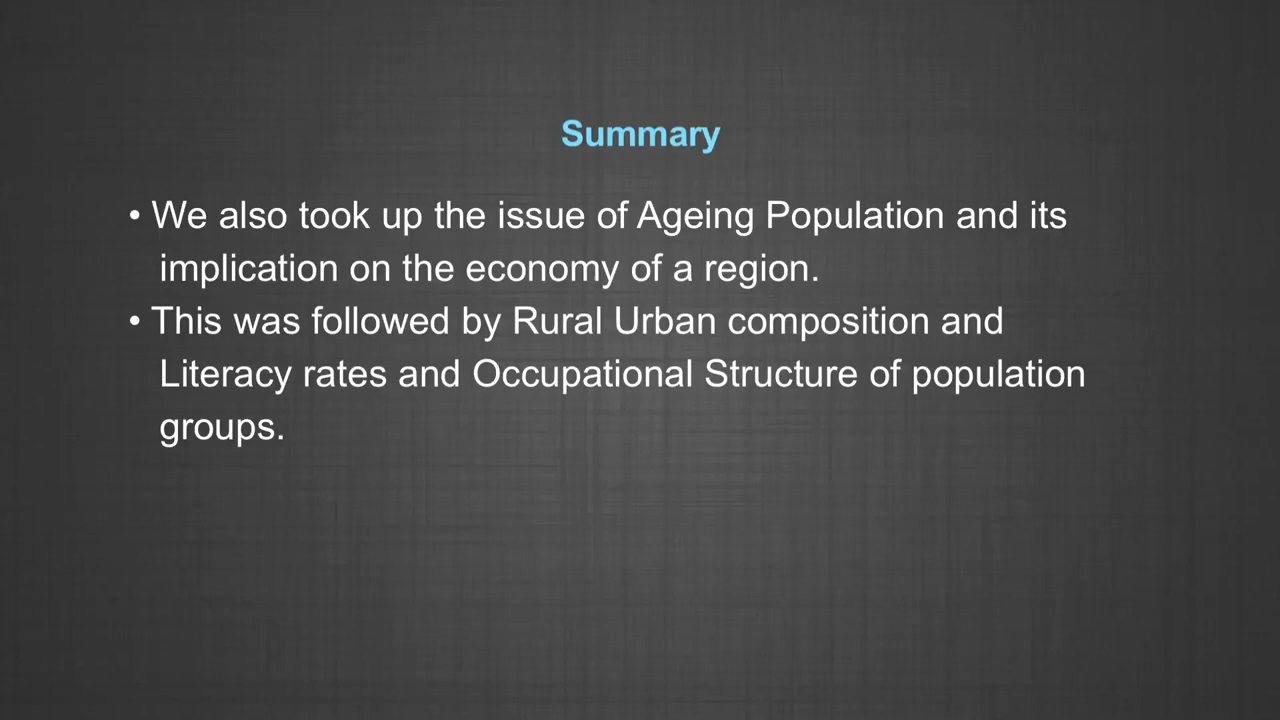 Summary
• We also took up the issue of Ageing Population and its
implication on the economy of a region.
• This was followed by Rural Urban composition and
Literacy rates and Occupational Structure of population
groups.